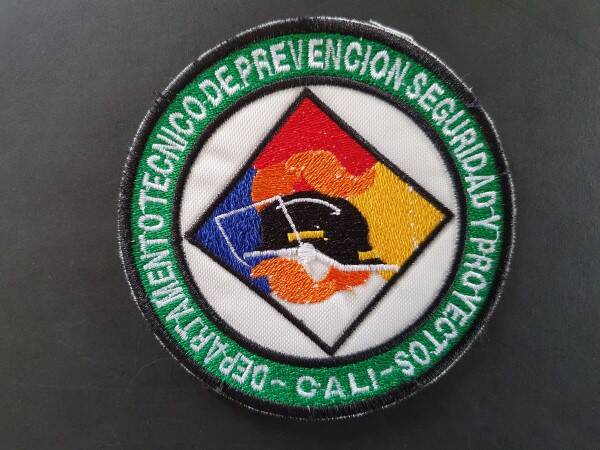 DEPARTAMENTO TECNICO DE PREVENCION SEGURIDAD Y PROYECTOS
- CALI -